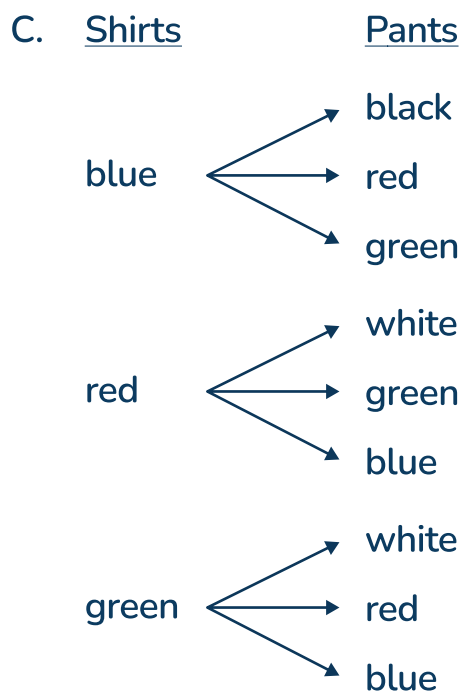 C. Shirts Pants
black
blue red
green
white
red green
blue
white
green red
blue